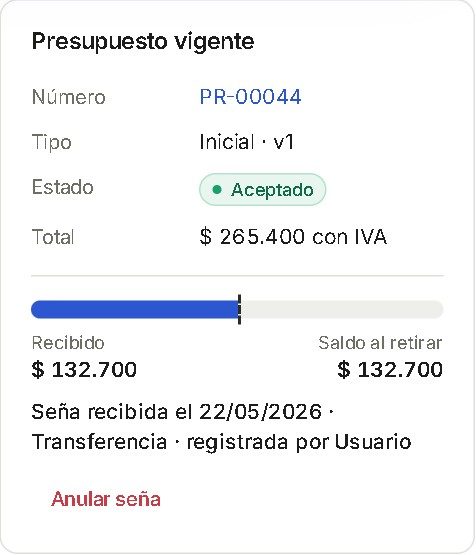 Presupuesto vigente
Número PR-00044
Tipo Inicial · v1
Estado Aceptado
Total $ 265.400 con IVA
Recibido Saldo al retirar
$ 132.700 $ 132.700
Seña recibida el 22/05/2026 ·
Transferencia · registrada por Usuario
Anular seña